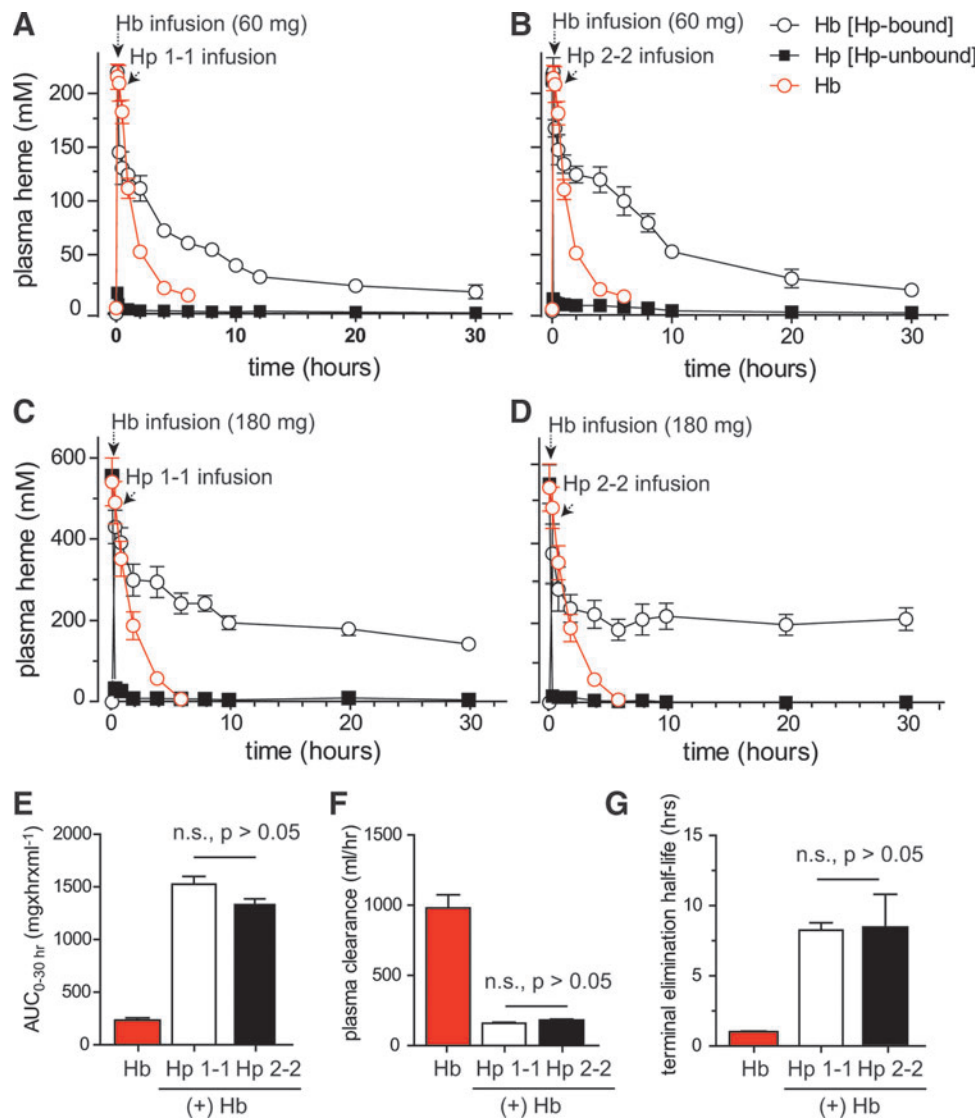 A
Hb infusion (60 mg)
Hp 1-1 infusion
plasma heme (mM)
200
150
100
50
0
0
10
20
30
time (hours)
B
Hb infusion (60 mg)
Hp 2-2 infusion
0
10
20
30
time (hours)
Hb [Hp-bound]
Hp [Hp-unbound]
Hb
C
Hb infusion (180 mg)
Hp 1-1 infusion
plasma heme (mM)
600
400
200
0
0
10
20
30
time (hours)
D
Hb infusion (180 mg)
Hp 2-2 infusion
0
10
20
30
time (hours)
E
AUC0-30 hr (mgxhrxml-1)
2000
1500
1000
500
0
n.s., p > 0.05
Hb
Hp 1-1
Hp 2-2
(+) Hb
F
plasma clearance (ml/hr)
1500
1000
500
0
n.s., p > 0.05
Hb
Hp 1-1
Hp 2-2
(+) Hb
G
terminal elimination half-life (hrs)
15
10
5
0
n.s., p > 0.05
Hb
Hp 1-1
Hp 2-2
(+) Hb